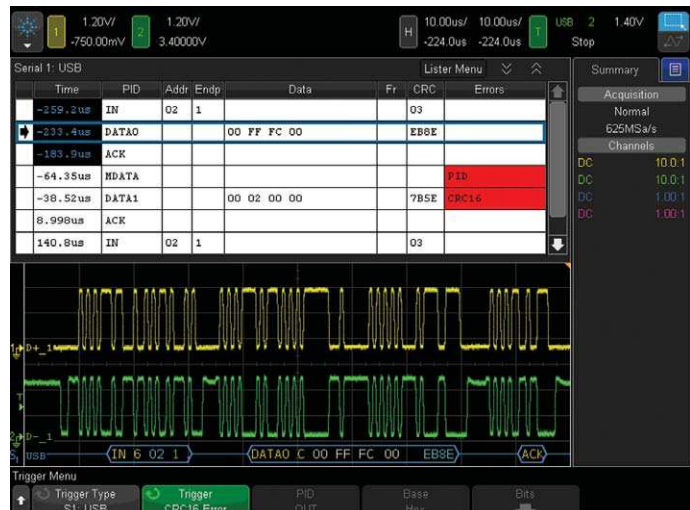 1 1.20V/ 2 1.20V/ H 10.00us/ 10.00us/ T USB 2 1.40V
-750.00mV 3.40000V -224.0us -224.0us Stop
Serial 1: USB Lister Menu Summary
Time PID Addr Endp Data Fr CRC Errors
-259.2us IN 02 1 03
-233.4us DATA0 00 FF FC 00 EB8E
-183.9us ACK
-64.35us MDATA PID
-38.52us DATA1 00 02 00 00 7B5E CRC16
8.998us ACK
140.8us IN 02 1 03
Acquisition
Normal
625MSa/s
Channels
DC 10.0:1
DC 10.0:1
DC 1.00:1
DC 1.00:1
1 D+_1
T
2 D-_1
S1 USB IN 6 02 1 DATA0 C 00 FF FC 00 EB8E ACK
Trigger Menu
Trigger Type Trigger PID Base Bits
S1: USB CRC16 Error OUT Hex